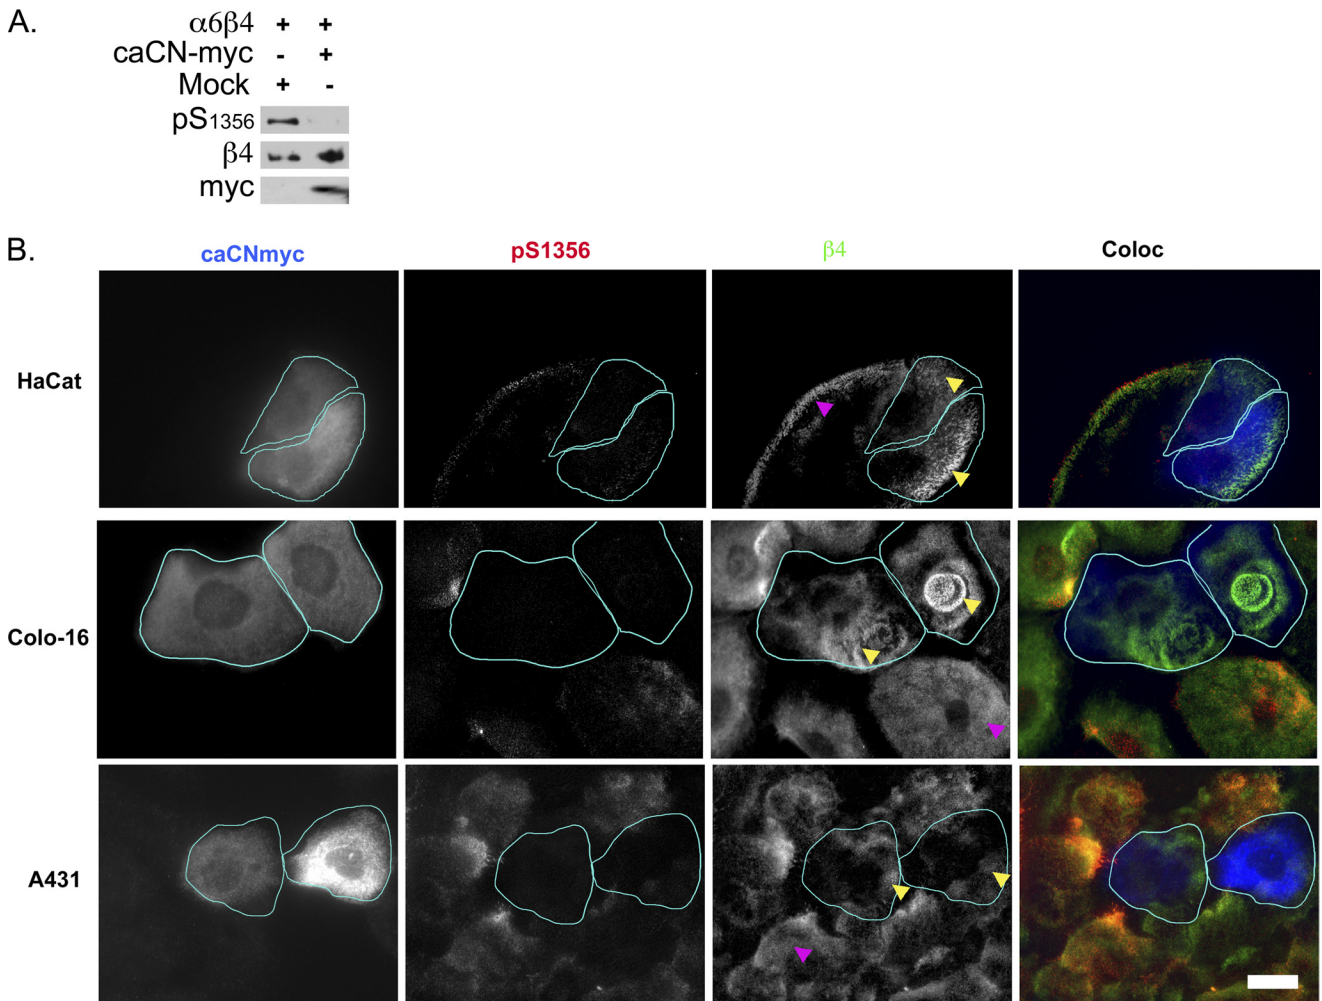 A.
α6β4 + +
caCN-myc - +
Mock + -
pS1356
β4
myc
B.
caCNmyc pS1356 β4 Coloc
HaCat
Colo-16
A431